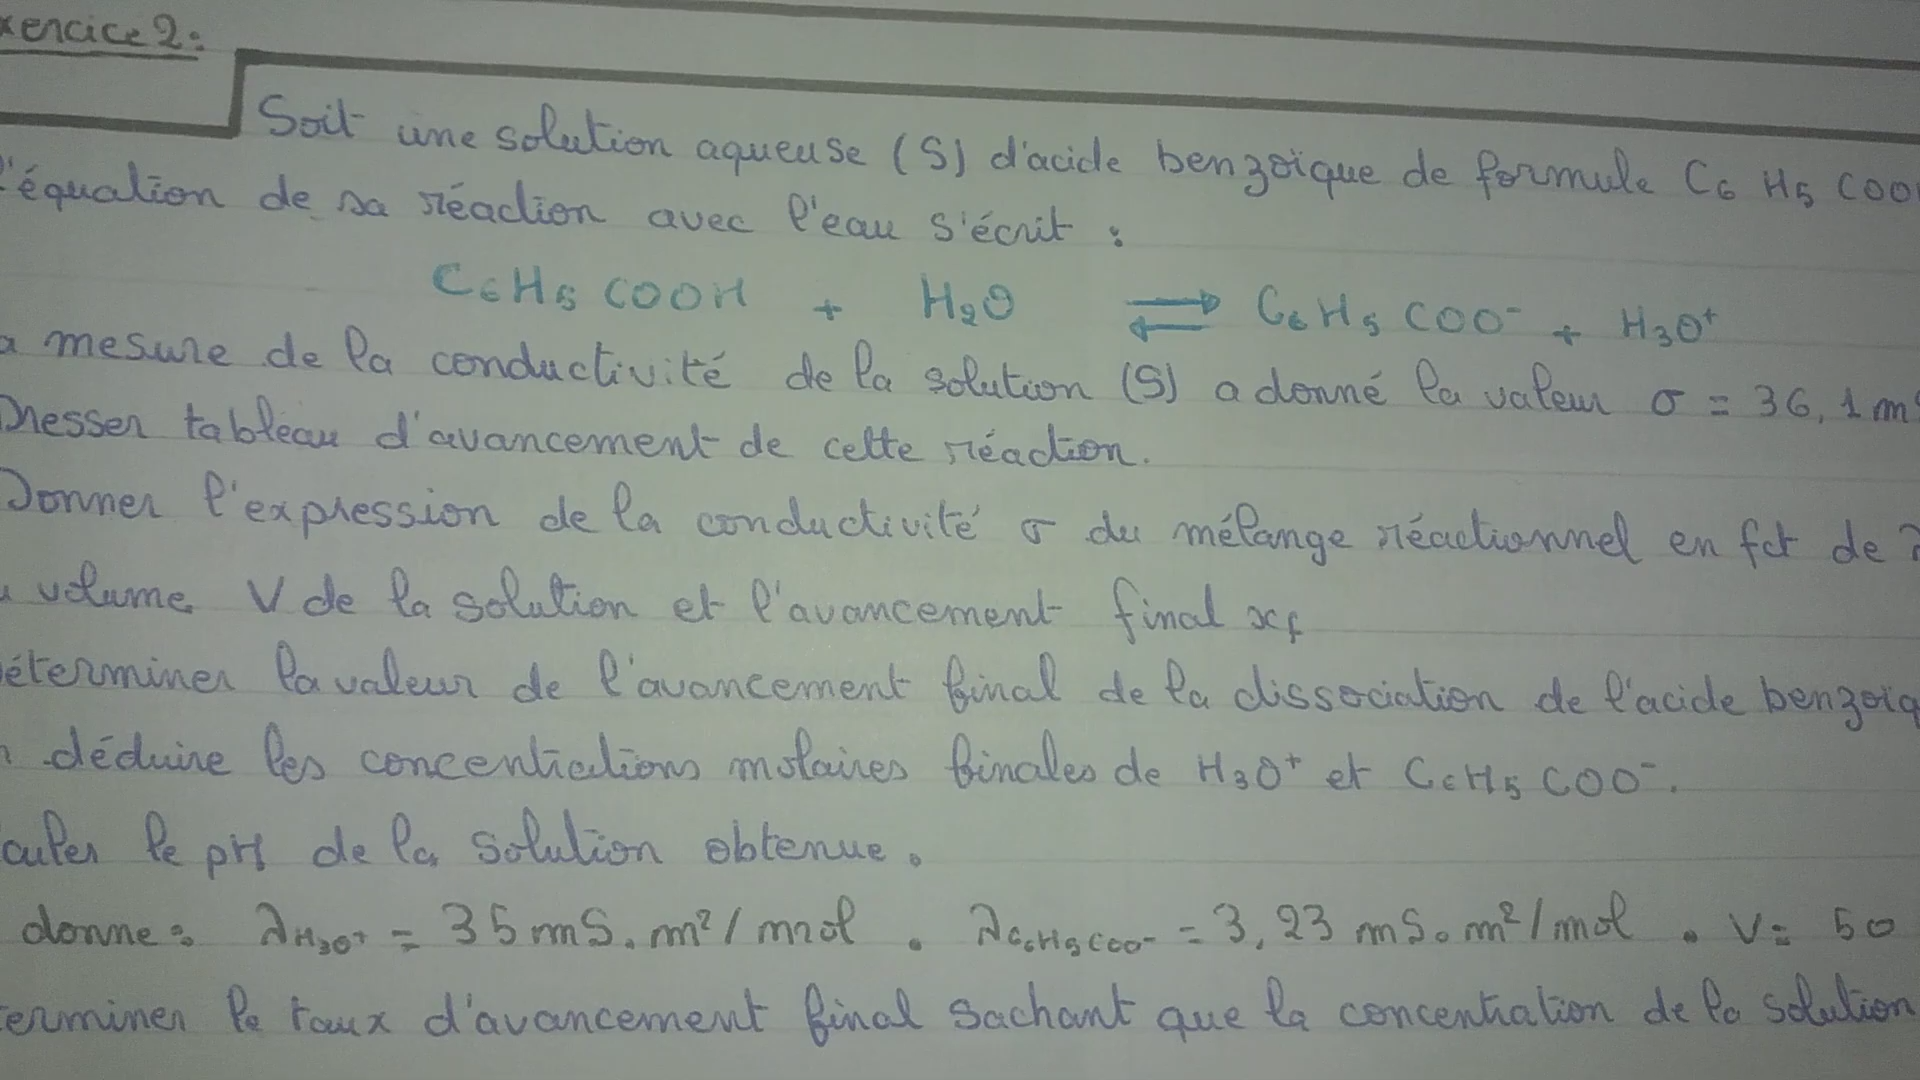 xercice 2:
Soit une solution aqueuse (S) d'acide benzoïque de formule C6 H5 COO
l'équation de sa réaction avec l'eau s'écrit :
C6H5 COOH + H2O ⇌ C6H5 COO- + H3O+
a mesure de la conductivité de la solution (S) a donné la valeur σ = 36,1 m
Dresser tableau d'avancement de cette réaction.
Donner l'expression de la conductivité σ du mélange réactionnel en fct de λ
volume V de la solution et l'avancement final xf
éterminer la valeur de l'avancement final de la dissociation de l'acide benzoïq
déduire les concentrations molaires finales de H3O+ et C6H5 COO-.
culer le pH de la solution obtenue.
donne: λH3O+ = 35 mS.m²/mol . λC6H5COO- = 3,23 mS.m²/mol . V= 50
erminer le taux d'avancement final sachant que la concentration de la solution